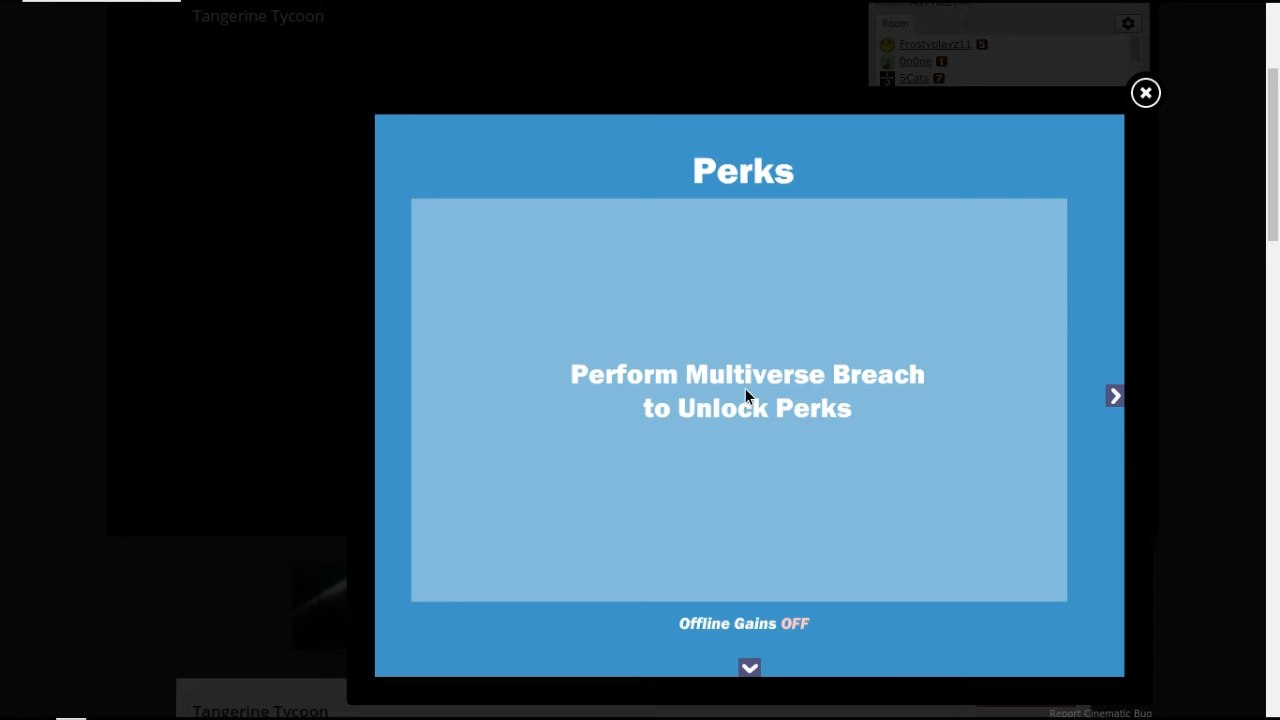 Tangerine Tycoon
Room
Frostyplayz11 5
0n0ne 1
SCats 7
Perks
Perform Multiverse Breach
to Unlock Perks
Offline Gains OFF
Tangerine Tycoon
Report Cinematic Bug